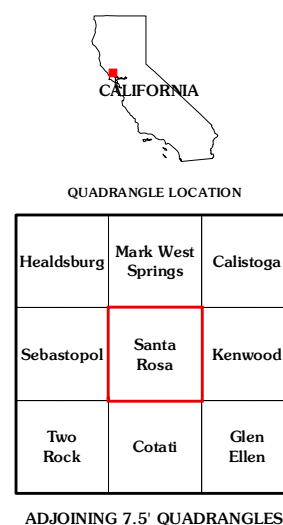 CALIFORNIA
QUADRANGLE LOCATION
Healdsburg
Mark West
Springs
Calistoga
Sebastopol
Santa
Rosa
Kenwood
Two
Rock
Cotati
Glen
Ellen
ADJOINING 7.5' QUADRANGLES